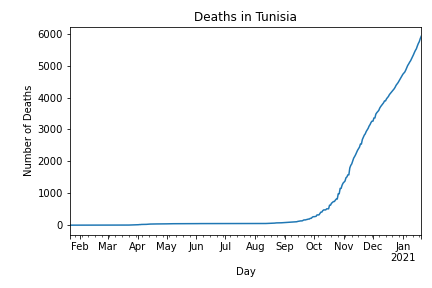 Deaths in Tunisia
Number of Deaths
6000
5000
4000
3000
2000
1000
0
Feb Mar Apr May Jun Jul Aug Sep Oct Nov Dec Jan
2021
Day